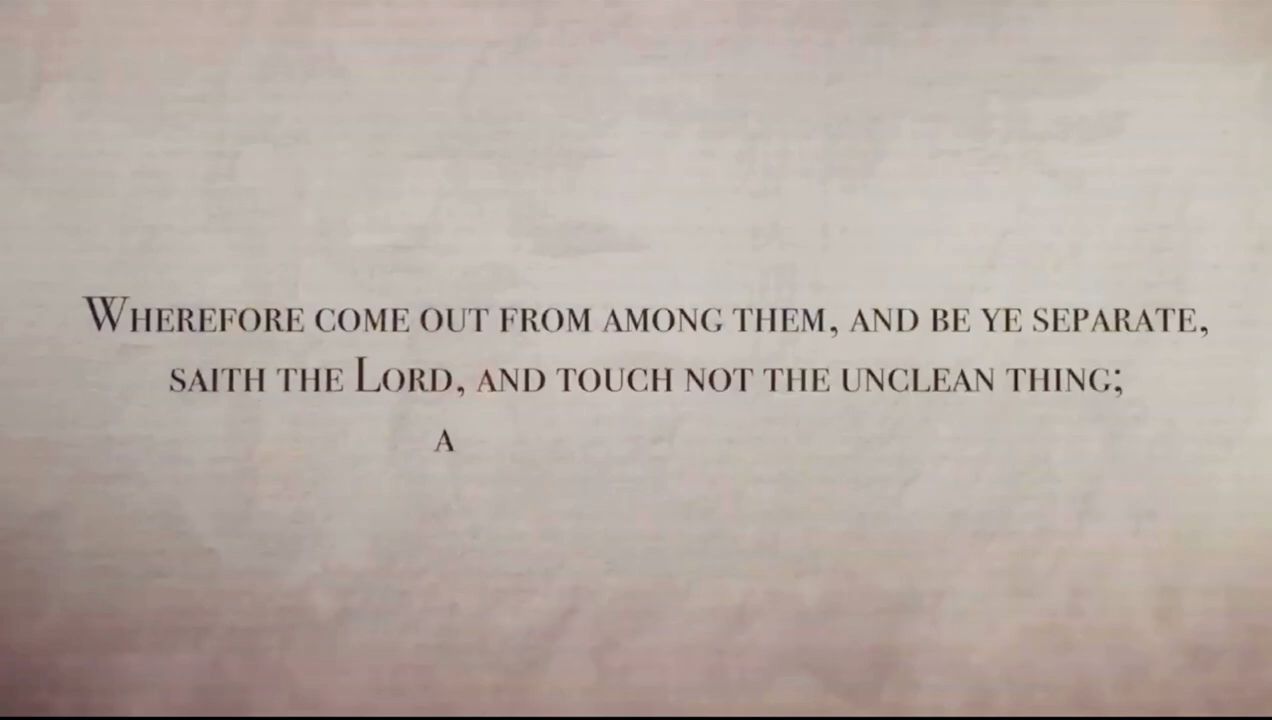 Wherefore come out from among them, and be ye separate,
saith the Lord, and touch not the unclean thing;
a